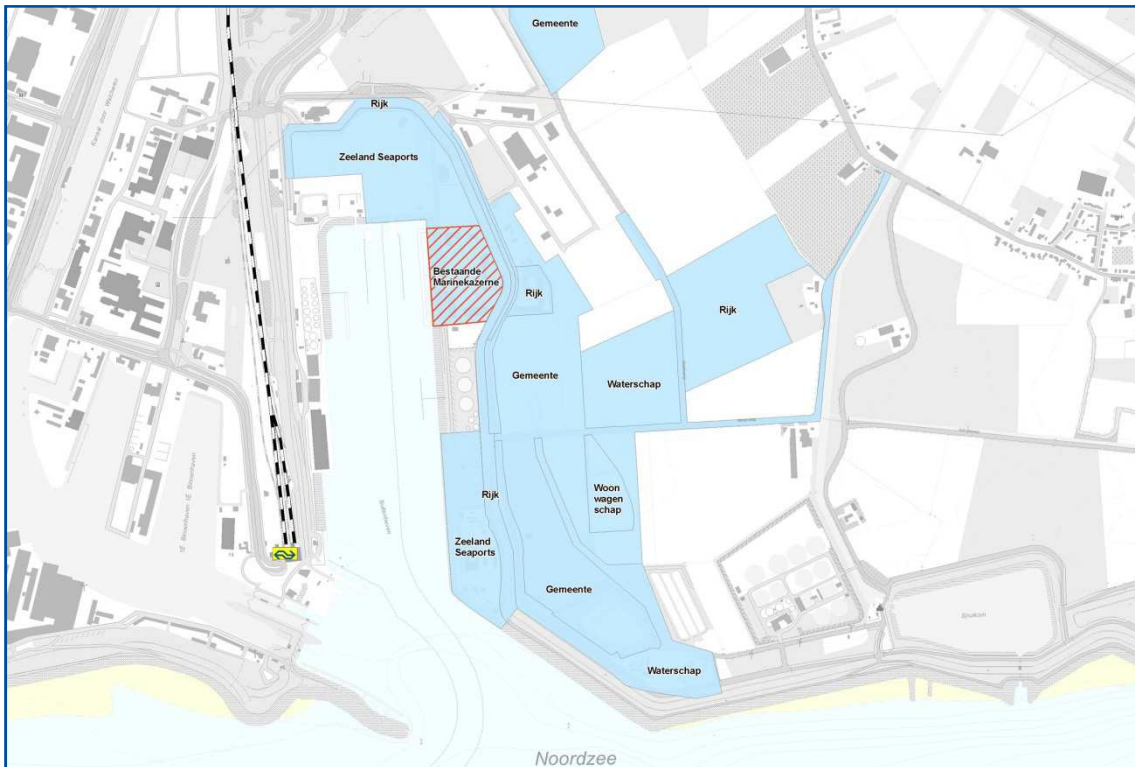 Gemeente
Rijk
Zeeland Seaports
Bestaande
Marinekazerne
Rijk
Rijk
Gemeente
Waterschap
Woon
wagen
schap
Rijk
Zeeland
Seaports
Gemeente
Waterschap
Buitenhaven
Noordzee